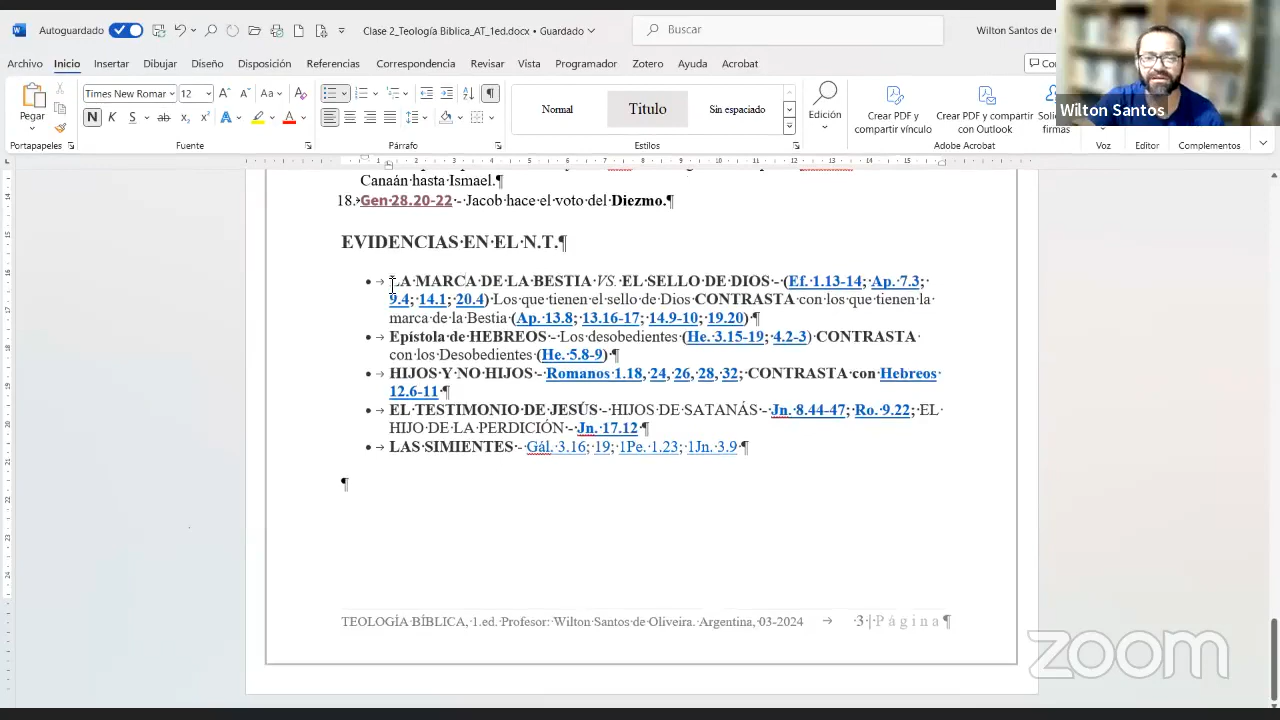 Autoguardado
Clase 2_Teología Bíblica_AT_1ed.docx • Guardado
Buscar
Wilton Santos de
Archivo Inicio Insertar Dibujar Diseño Disposición Referencias Correspondencia Revisar Vista Programador Zotero Ayuda Acrobat
Wilton Santos
Times New Roman 12
Pegar
Normal
Titulo
Sin espaciado
Edición
Crear PDF y compartir vínculo
Crear PDF y compartir con Outlook
firmas
Portapapeles Fuente Párrafo Estilos Adobe Acrobat Voz Editor Complementos
Canaán hasta Ismael.¶
18. Gen 28.20-22 - Jacob hace el voto del Diezmo.¶
EVIDENCIAS EN EL N.T.¶
• LA MARCA DE LA BESTIA VS. EL SELLO DE DIOS - (Ef. 1.13-14; Ap. 7.3;
9.4; 14.1; 20.4) Los que tienen el sello de Dios CONTRASTA con los que tienen la
marca de la Bestia (Ap. 13.8; 13.16-17; 14.9-10; 19.20) ¶
• Epístola de HEBREOS - Los desobedientes (He. 3.15-19; 4.2-3) CONTRASTA
con los Desobedientes (He. 5.8-9) ¶
• HIJOS Y NO HIJOS - Romanos 1.18, 24, 26, 28, 32; CONTRASTA con Hebreos
12.6-11 ¶
• EL TESTIMONIO DE JESÚS - HIJOS DE SATANÁS - Jn. 8.44-47; Ro. 9.22; EL
HIJO DE LA PERDICIÓN - Jn. 17.12 ¶
• LAS SIMIENTES - Gál. 3.16; 19; 1Pe. 1.23; 1Jn. 3.9 ¶
¶
TEOLOGÍA BÍBLICA, 1.ed. Profesor: Wilton Santos de Oliveira. Argentina, 03-2024 → 3 | Página ¶
zoom